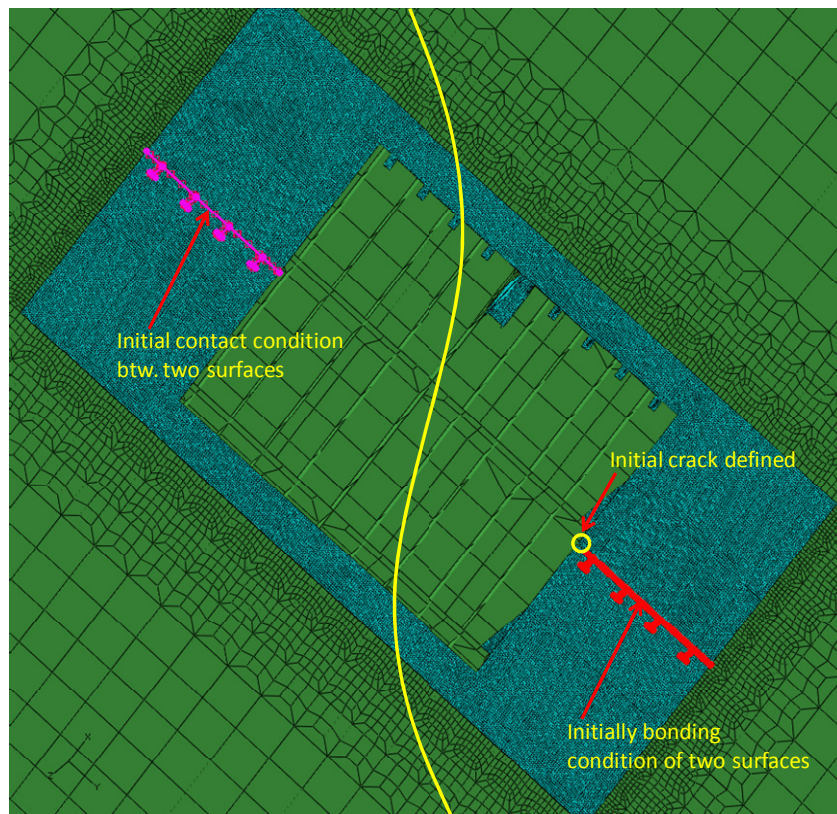 Initial contact condition
btw. two surfaces
Initial crack defined
Initially bonding
condition of two surfaces
X
Z
Y